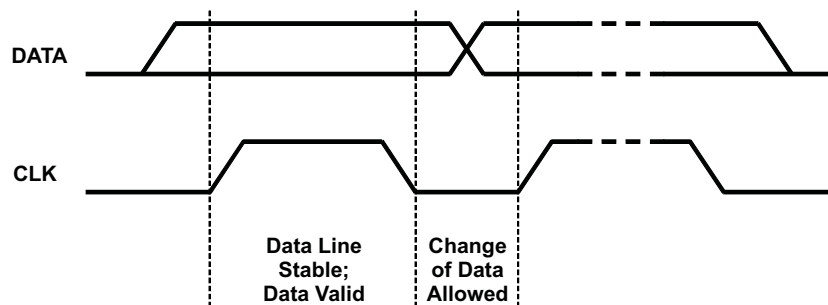 DATA
CLK
Data Line
Stable;
Data Valid
Change
of Data
Allowed